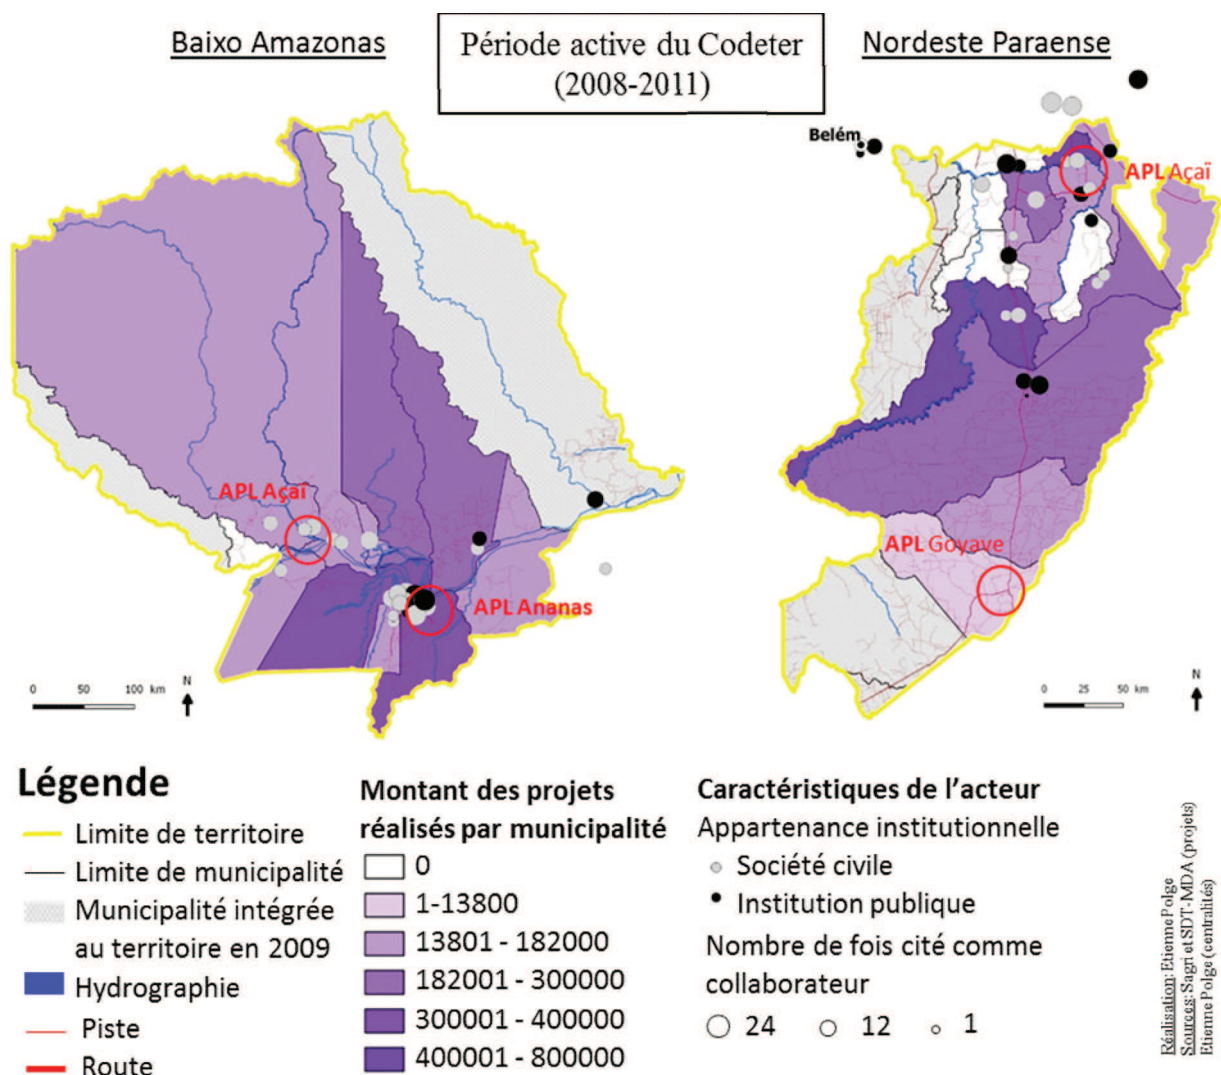 Baixo Amazonas
Période active du Codeter
(2008-2011)
Nordeste Paraense
Belém
APL Açaï
APL Açaï
APL Goyave
APL Ananas
0 50 100 km
N
0 25 50 km
N
Légende
Limite de territoire
Limite de municipalité
Municipalité intégrée
au territoire en 2009
Hydrographie
Piste
Route
Montant des projets
réalisés par municipalité
0
1-13800
13801 - 182000
182001 - 300000
300001 - 400000
400001 - 800000
Caractéristiques de l'acteur
Appartenance institutionnelle
Société civile
Institution publique
Nombre de fois cité comme
collaborateur
24 12 1
Réalisation: Etienne Polge
Sources: Sagri et SDT-MDA (projets)
Etienne Polge (centralités)